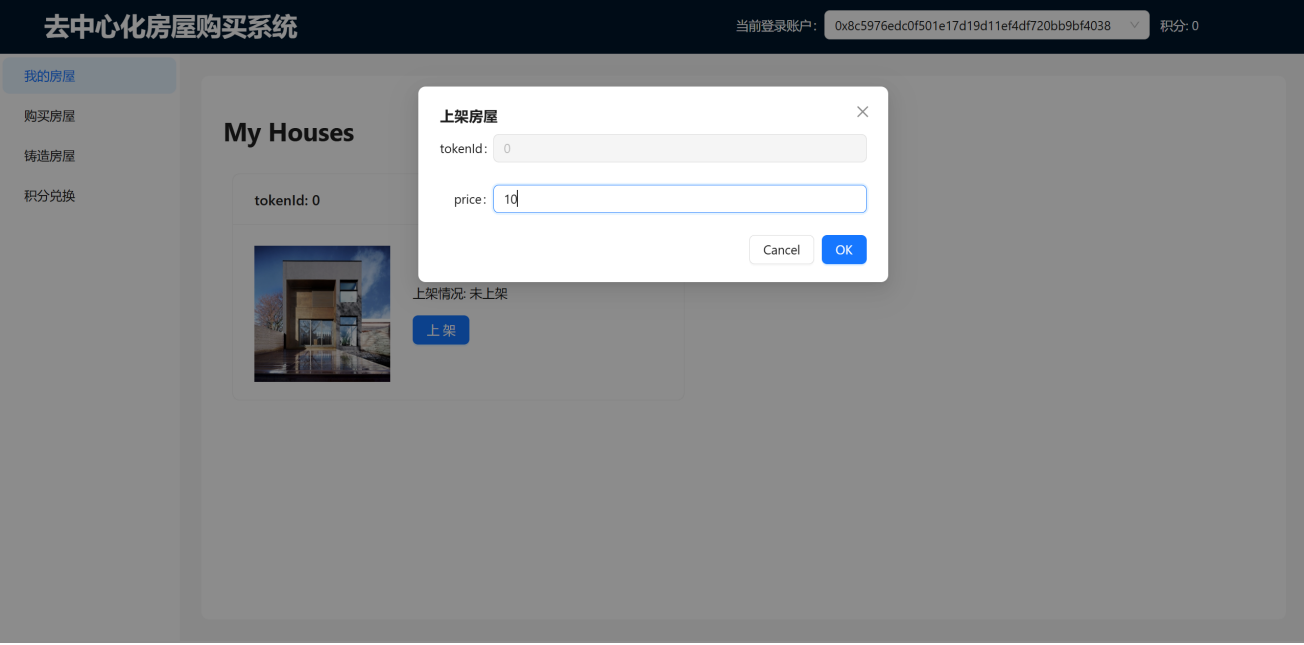 去中心化房屋购买系统
当前登录账户: 0x8c5976edc0f501e17d19d11ef4df720bb9bf4038 积分: 0
我的房屋
购买房屋
铸造房屋
积分兑换
My Houses
tokenId: 0
上架情况: 未上架
上 架
上架房屋
tokenId: 0
price: 10
Cancel OK